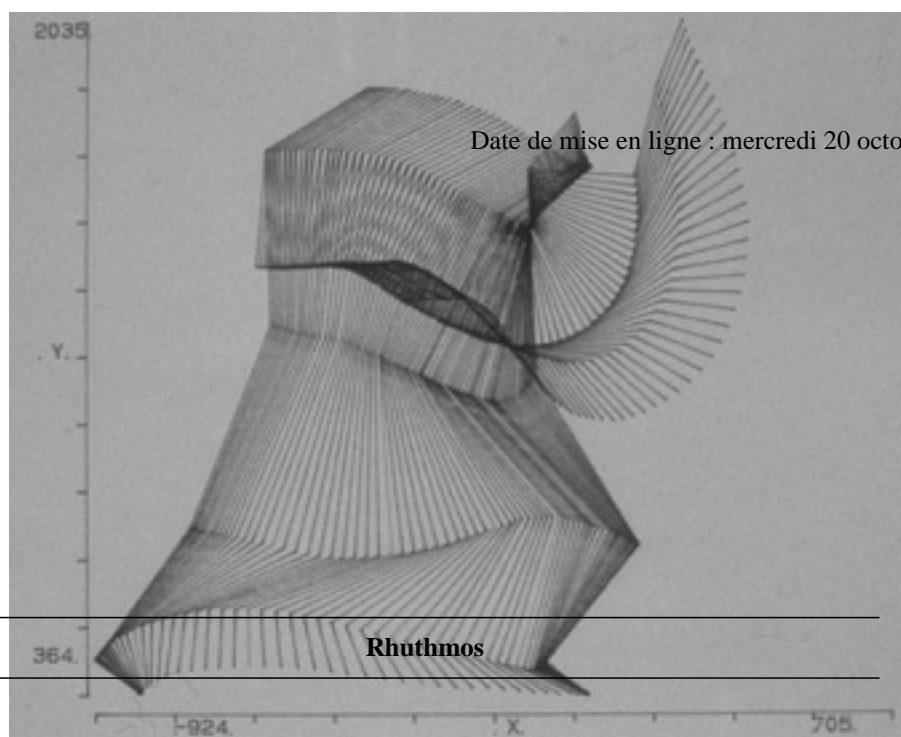 2035
Date de mise en ligne : mercredi 20 octo
. Y.
Rhuthmos
364.
-924.
. X.
705.